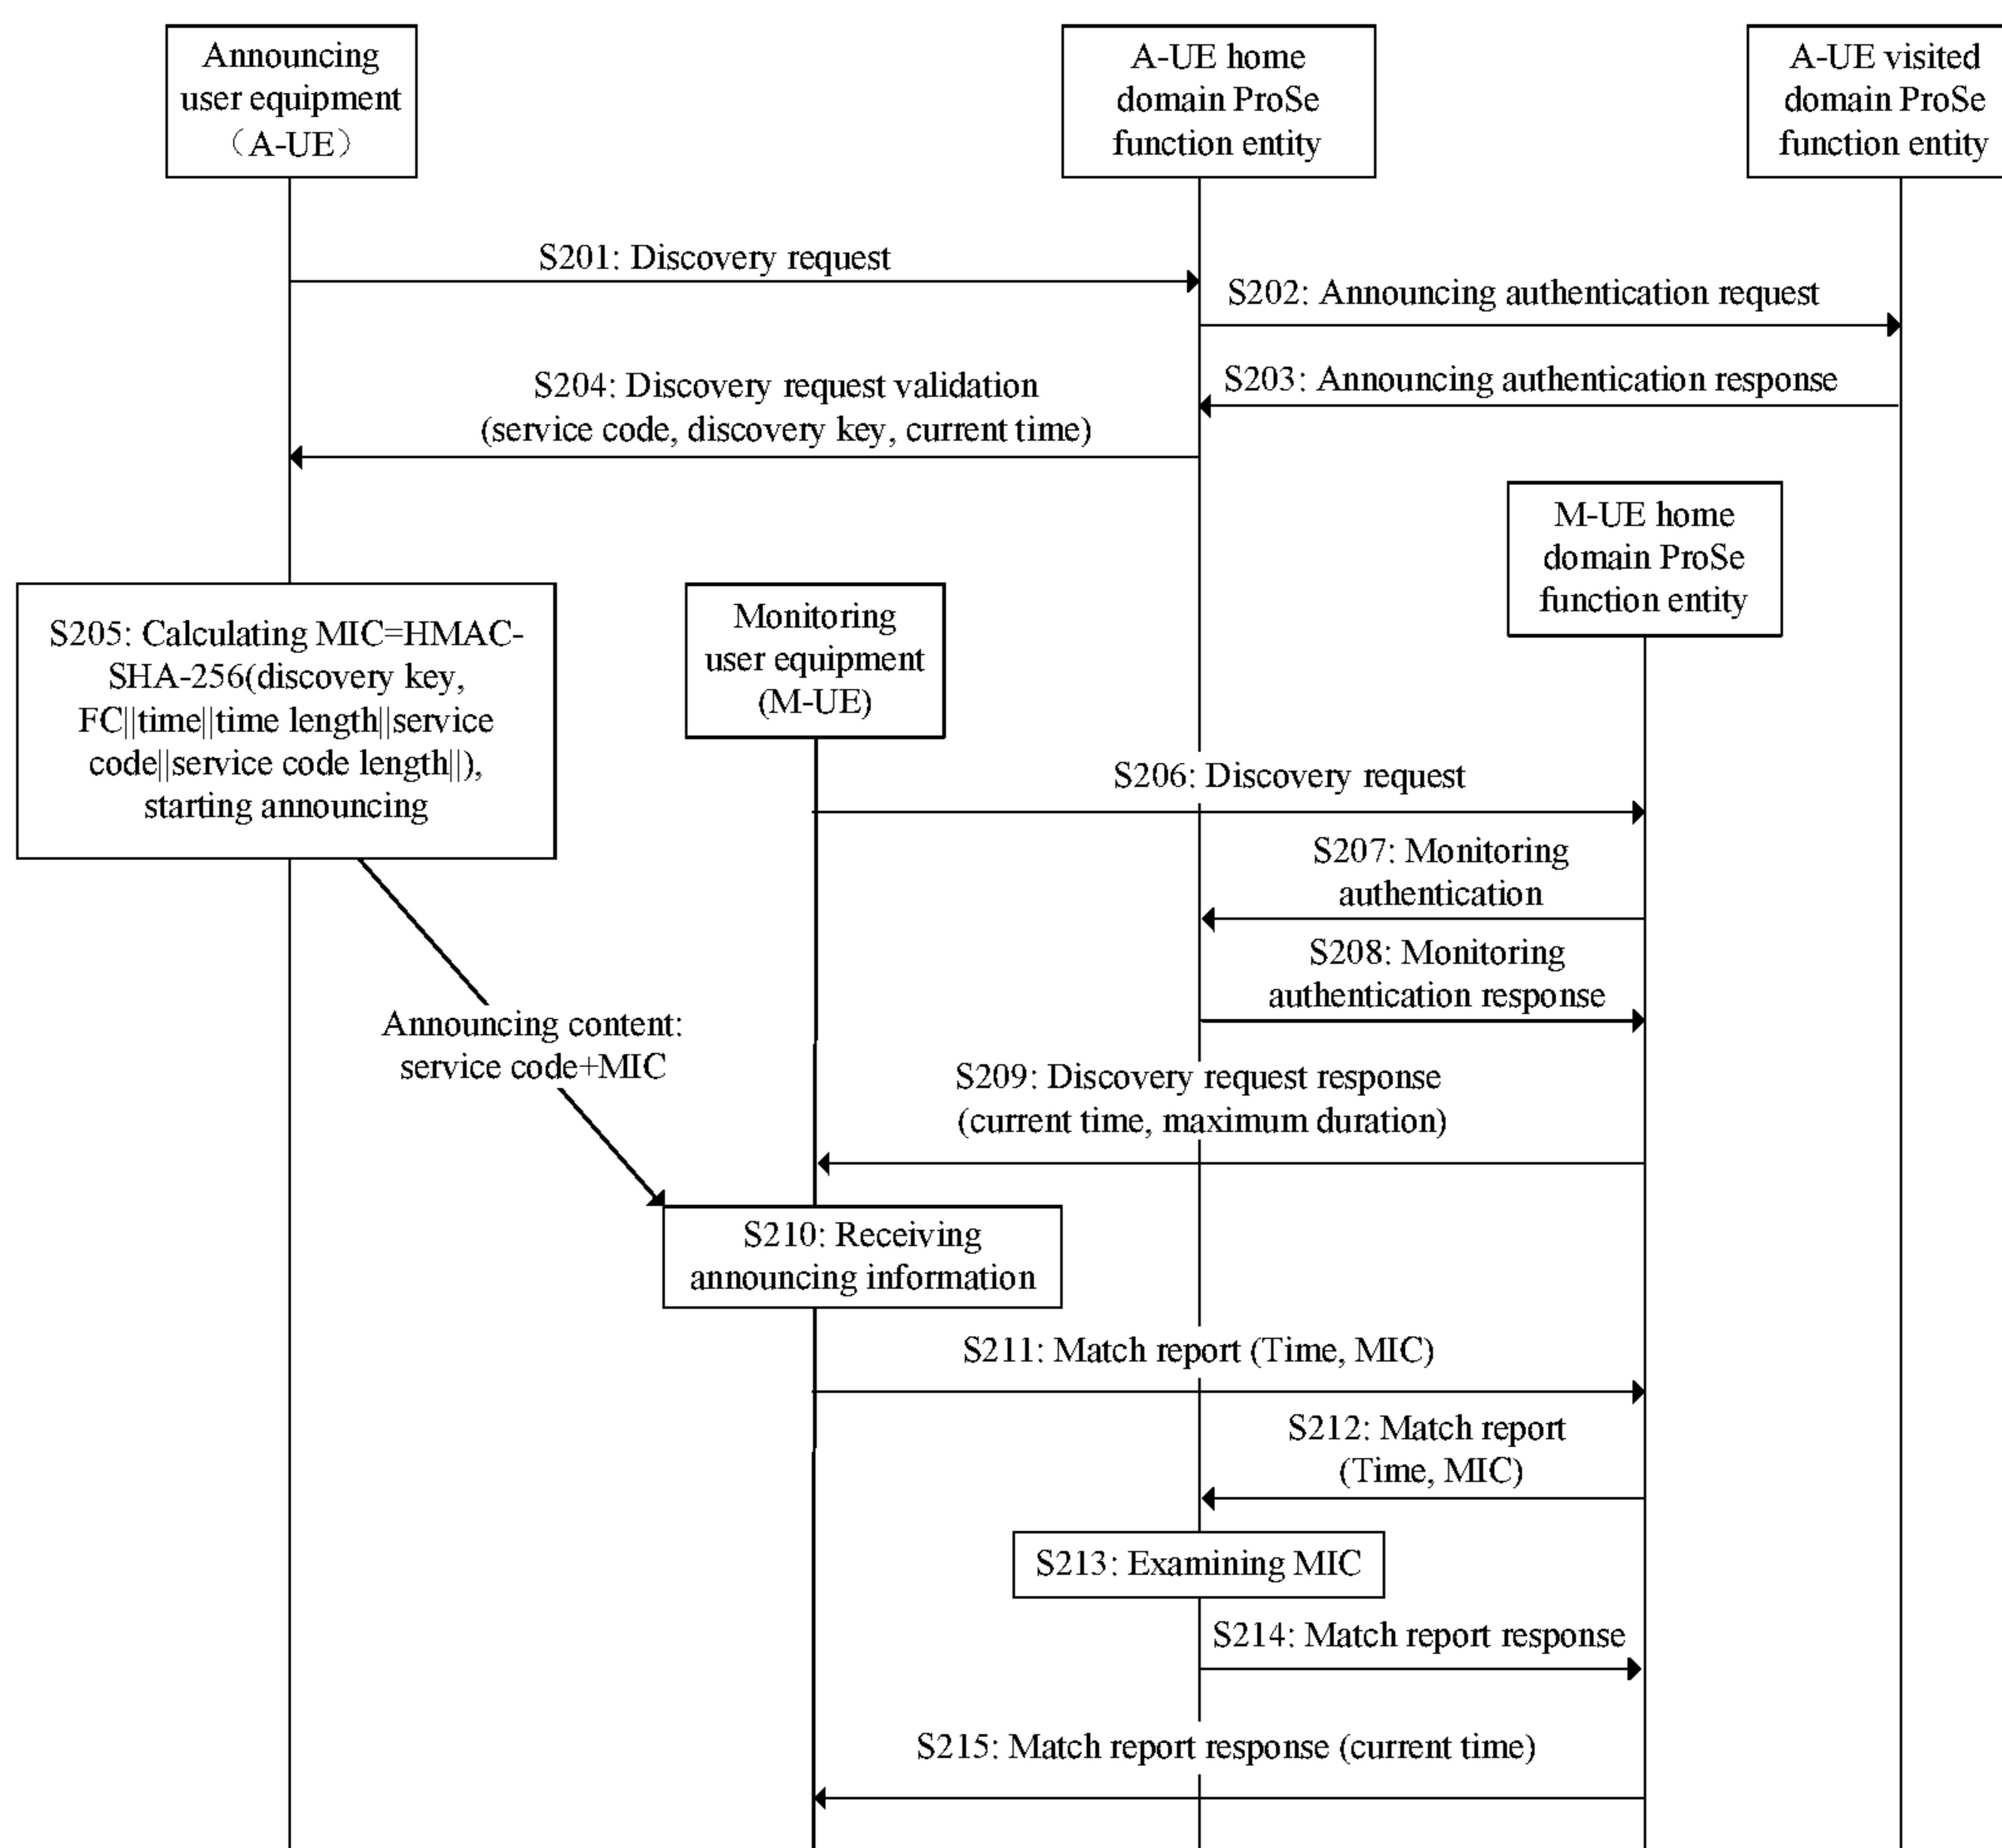 Announcing
user equipment
（A-UE）
A-UE home
domain ProSe
function entity
A-UE visited
domain ProSe
function entity
S201: Discovery request
S202: Announcing authentication request
S203: Announcing authentication response
S204: Discovery request validation
(service code, discovery key, current time)
M-UE home
domain ProSe
function entity
S205: Calculating MIC=HMAC-
SHA-256(discovery key,
FC||time||time length||service
code||service code length||),
starting announcing
Monitoring
user equipment
(M-UE)
S206: Discovery request
S207: Monitoring
authentication
S208: Monitoring
authentication response
Announcing content:
service code+MIC
S209: Discovery request response
(current time, maximum duration)
S210: Receiving
announcing information
S211: Match report (Time, MIC)
S212: Match report
(Time, MIC)
S213: Examining MIC
S214: Match report response
S215: Match report response (current time)